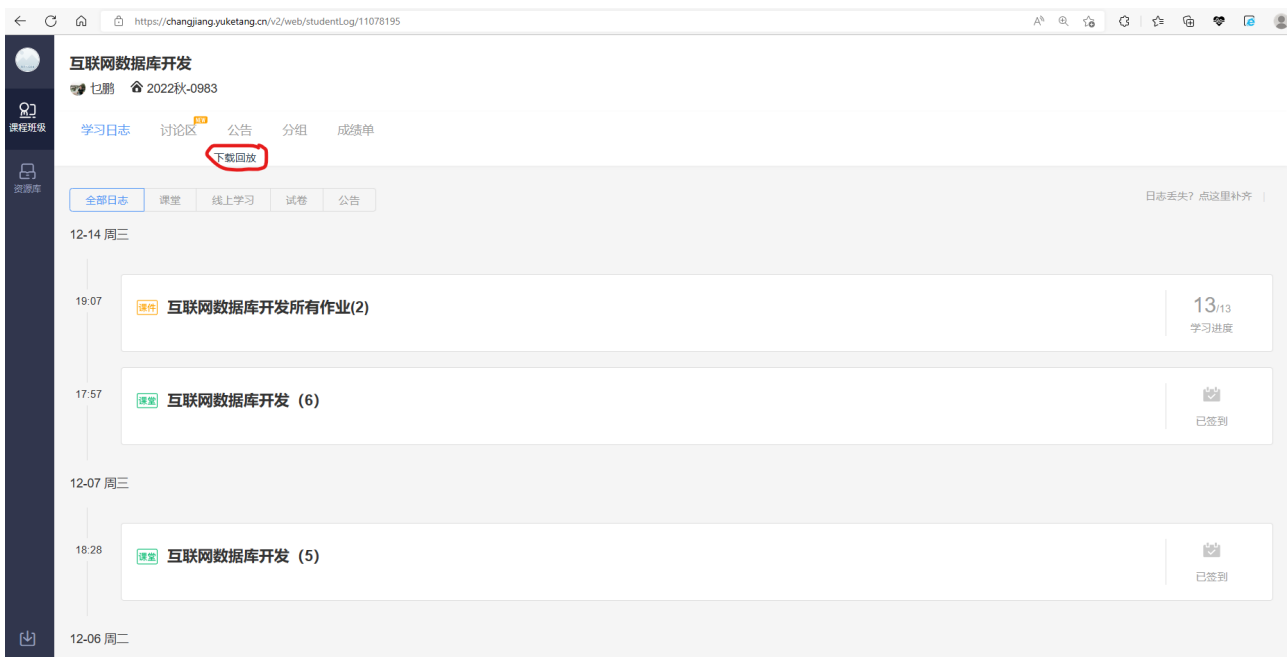 https://changjiang.yuketang.cn/v2/web/studentLog/11078195
互联网数据库开发
乜鹏 2022秋-0983
课程班级
学习日志 讨论区 NEW 公告 分组 成绩单
下载回放
资源库
全部日志 课堂 线上学习 试卷 公告
日志丢失? 点这里补齐
12-14 周三
19:07 课件 互联网数据库开发所有作业(2) 13/13
学习进度
17:57 课堂 互联网数据库开发（6）
已签到
12-07 周三
18:28 课堂 互联网数据库开发（5）
已签到
12-06 周二